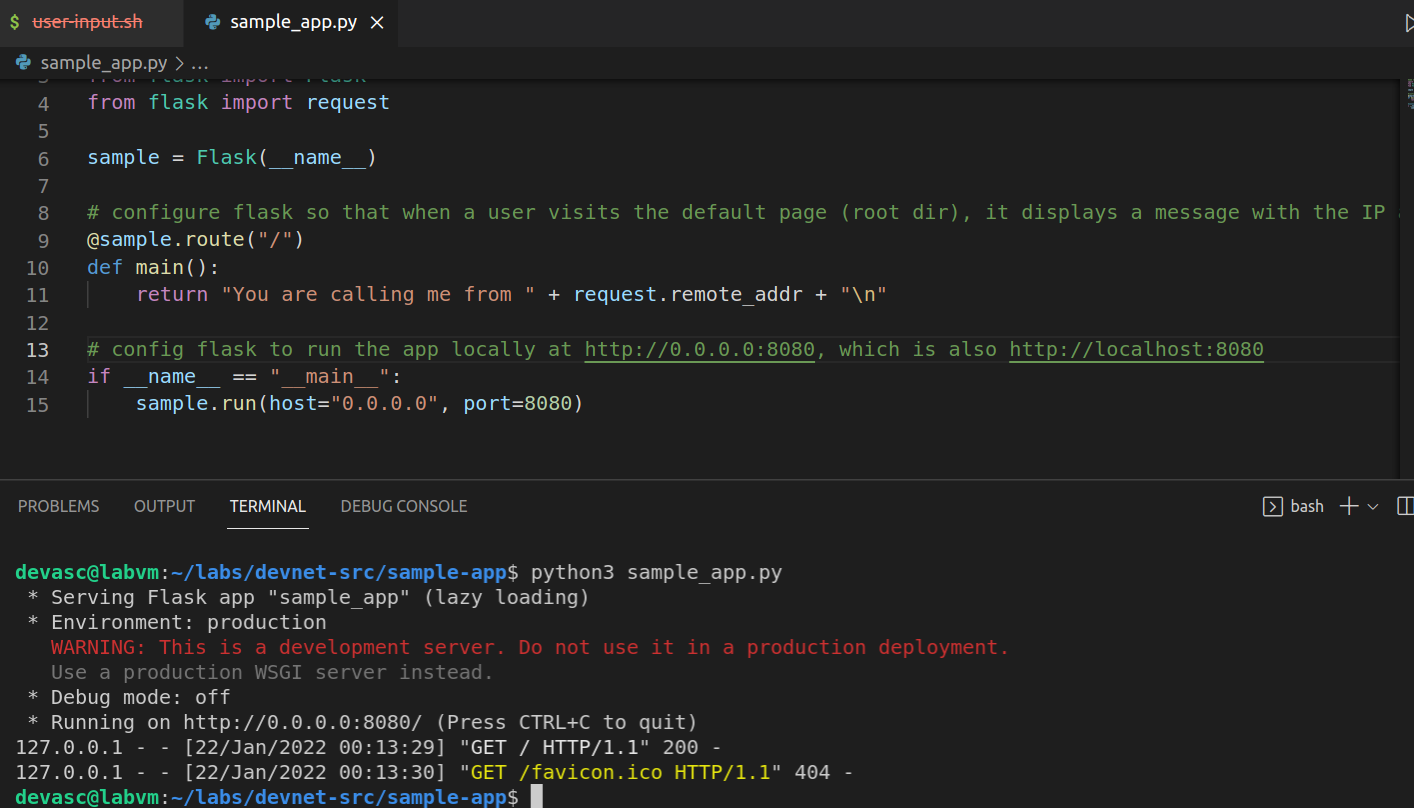 $ user-input.sh
sample_app.py
sample_app.py > ...
3 from flask import Flask
4 from flask import request
5
6 sample = Flask(__name__)
7
8 # configure flask so that when a user visits the default page (root dir), it displays a message with the IP
9 @sample.route("/")
10 def main():
11     return "You are calling me from " + request.remote_addr + "\n"
12
13 # config flask to run the app locally at http://0.0.0.0:8080, which is also http://localhost:8080
14 if __name__ == "__main__":
15     sample.run(host="0.0.0.0", port=8080)
PROBLEMS OUTPUT TERMINAL DEBUG CONSOLE bash
devasc@labvm:~/labs/devnet-src/sample-app$ python3 sample_app.py
 * Serving Flask app "sample_app" (lazy loading)
 * Environment: production
   WARNING: This is a development server. Do not use it in a production deployment.
   Use a production WSGI server instead.
 * Debug mode: off
 * Running on http://0.0.0.0:8080/ (Press CTRL+C to quit)
127.0.0.1 - - [22/Jan/2022 00:13:29] "GET / HTTP/1.1" 200 -
127.0.0.1 - - [22/Jan/2022 00:13:30] "GET /favicon.ico HTTP/1.1" 404 -
devasc@labvm:~/labs/devnet-src/sample-app$